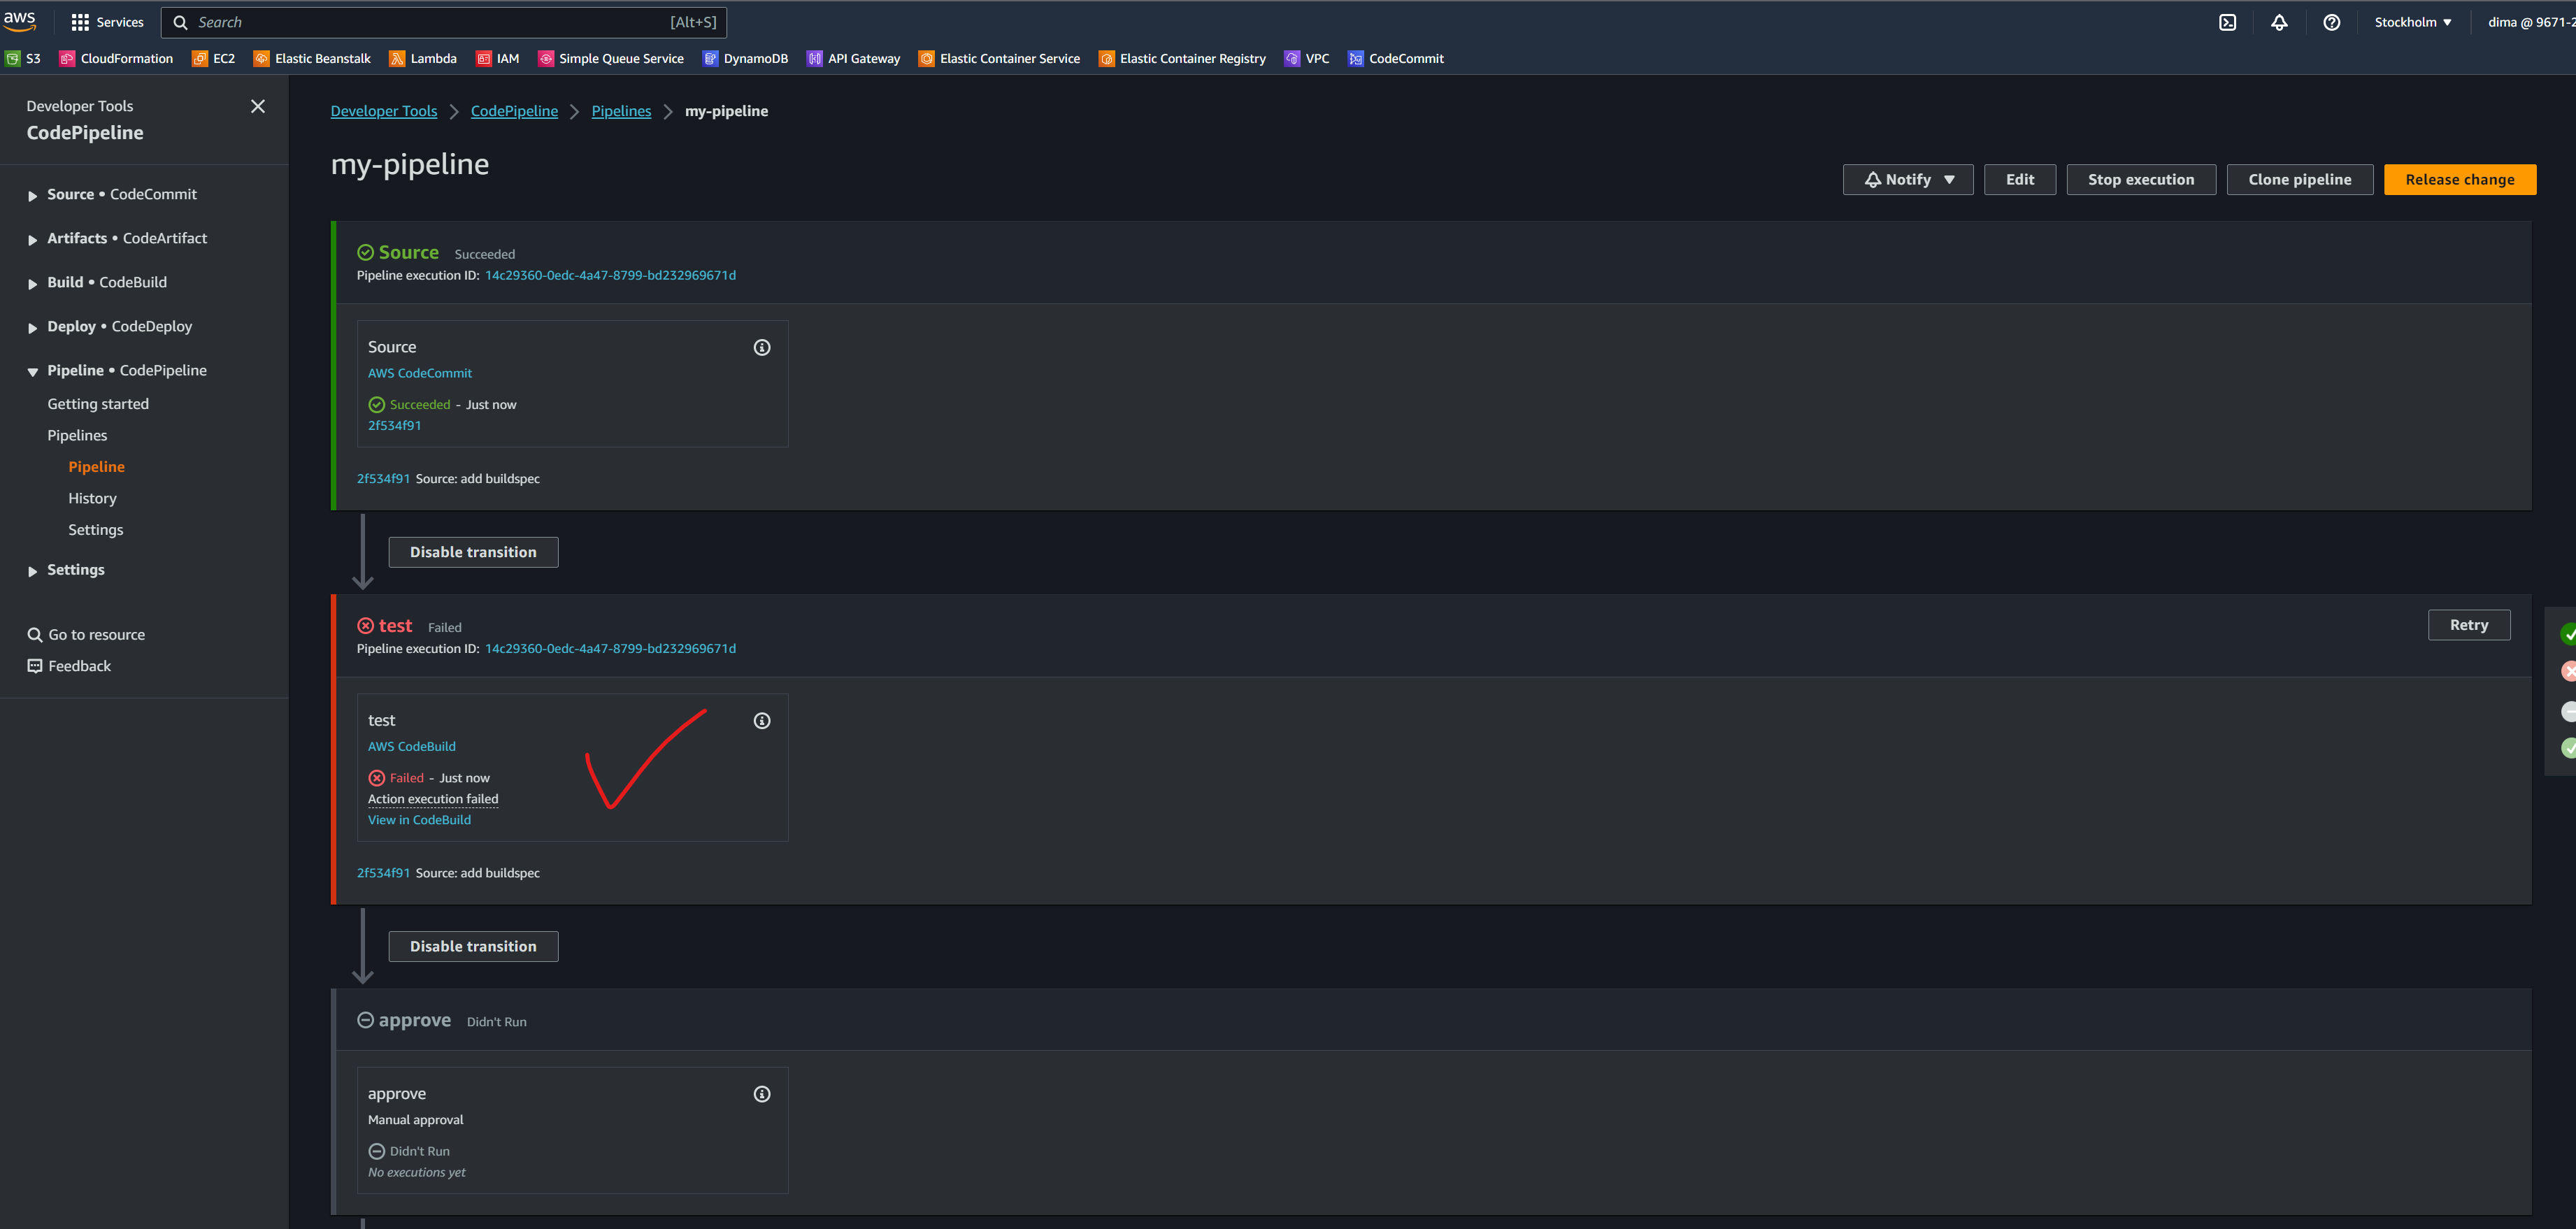 aws Services Search [Alt+S] Stockholm dima @ 9671-2
S3 CloudFormation EC2 Elastic Beanstalk Lambda IAM Simple Queue Service DynamoDB API Gateway Elastic Container Service Elastic Container Registry VPC CodeCommit
Developer Tools
CodePipeline
Source • CodeCommit
Artifacts • CodeArtifact
Build • CodeBuild
Deploy • CodeDeploy
Pipeline • CodePipeline
Getting started
Pipelines
Pipeline
History
Settings
Settings
Go to resource
Feedback
Developer Tools CodePipeline Pipelines my-pipeline
my-pipeline
Notify Edit Stop execution Clone pipeline Release change
Source Succeeded
Pipeline execution ID: 14c29360-0edc-4a47-8799-bd232969671d
Source
AWS CodeCommit
Succeeded - Just now
2f534f91
2f534f91 Source: add buildspec
Disable transition
test Failed
Retry
Pipeline execution ID: 14c29360-0edc-4a47-8799-bd232969671d
test
AWS CodeBuild
Failed - Just now
Action execution failed
View in CodeBuild
2f534f91 Source: add buildspec
Disable transition
approve Didn't Run
approve
Manual approval
Didn't Run
No executions yet